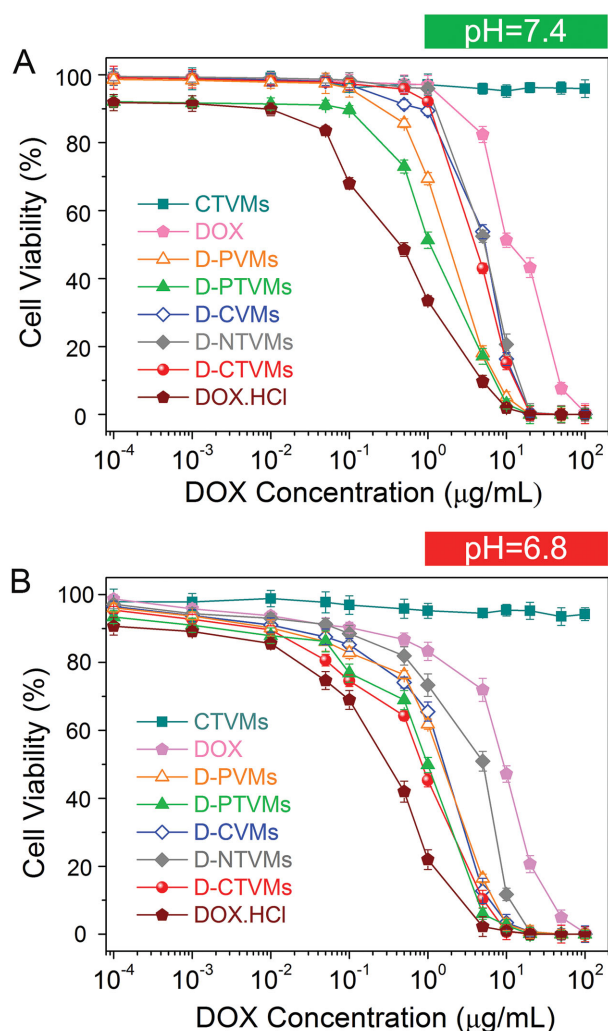 pH=7.4
A
100
80
60
40
20
0
Cell Viability (%)
CTVMs
DOX
D-PVMs
D-PTVMs
D-CVMs
D-NTVMs
D-CTVMs
DOX.HCl
10⁻⁴ 10⁻³ 10⁻² 10⁻¹ 10⁰ 10¹ 10²
DOX Concentration (μg/mL)
pH=6.8
B
100
80
60
40
20
0
Cell Viability (%)
CTVMs
DOX
D-PVMs
D-PTVMs
D-CVMs
D-NTVMs
D-CTVMs
DOX.HCl
10⁻⁴ 10⁻³ 10⁻² 10⁻¹ 10⁰ 10¹ 10²
DOX Concentration (μg/mL)